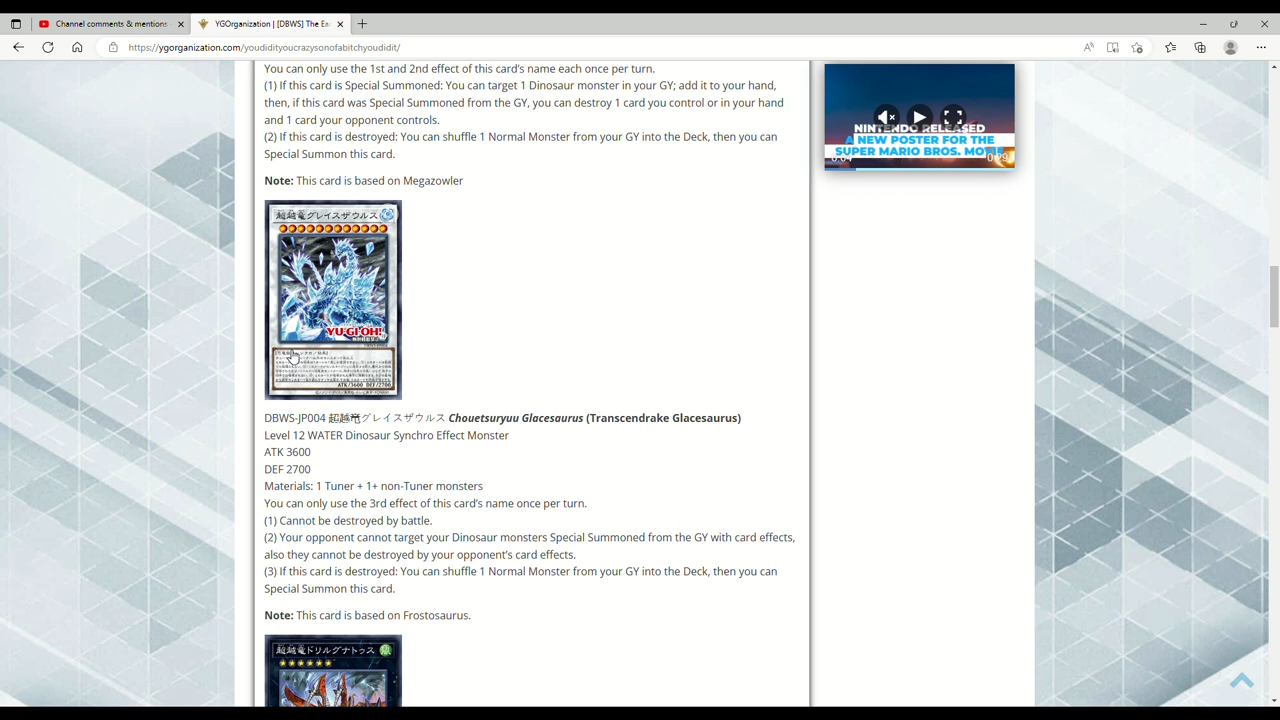 Channel comments & mentions
YGOrganization | [DBWS] The Ea
https://ygorganization.com/youdidityoucrazysonofabitchyoudidit/
You can only use the 1st and 2nd effect of this card's name each once per turn.
(1) If this card is Special Summoned: You can target 1 Dinosaur monster in your GY; add it to your hand,
then, if this card was Special Summoned from the GY, you can destroy 1 card you control or in your hand
and 1 card your opponent controls.
(2) If this card is destroyed: You can shuffle 1 Normal Monster from your GY into the Deck, then you can
Special Summon this card.
NINTENDO RELEASED
A NEW POSTER FOR THE
SUPER MARIO BROS. MOVIE
0:04
0:29
Note: This card is based on Megazowler
超越竜グレイスザウルス
YU-GI-OH!
ATK/3600 DEF/2700
DBWS-JP004 超越竜グレイスザウルス Chouetsuryuu Glacesaurus (Transcendrake Glacesaurus)
Level 12 WATER Dinosaur Synchro Effect Monster
ATK 3600
DEF 2700
Materials: 1 Tuner + 1+ non-Tuner monsters
You can only use the 3rd effect of this card's name once per turn.
(1) Cannot be destroyed by battle.
(2) Your opponent cannot target your Dinosaur monsters Special Summoned from the GY with card effects,
also they cannot be destroyed by your opponent's card effects.
(3) If this card is destroyed: You can shuffle 1 Normal Monster from your GY into the Deck, then you can
Special Summon this card.
Note: This card is based on Frostosaurus.
超越竜ドリルグナトゥス